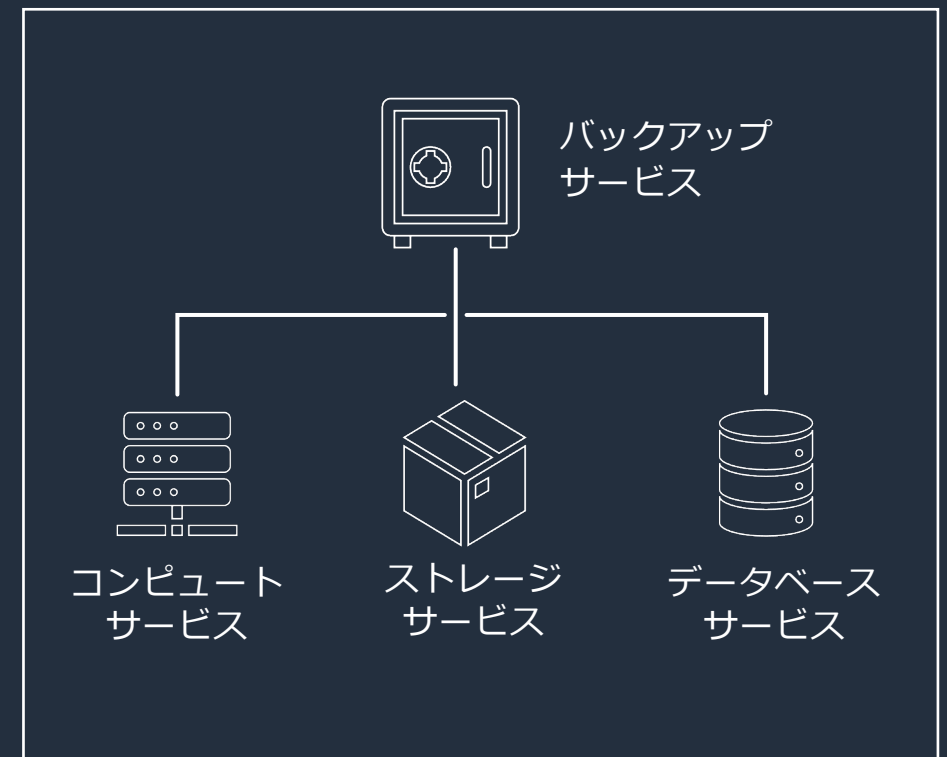 バックアップ
サービス
コンピュート
サービス
ストレージ
サービス
データベース
サービス